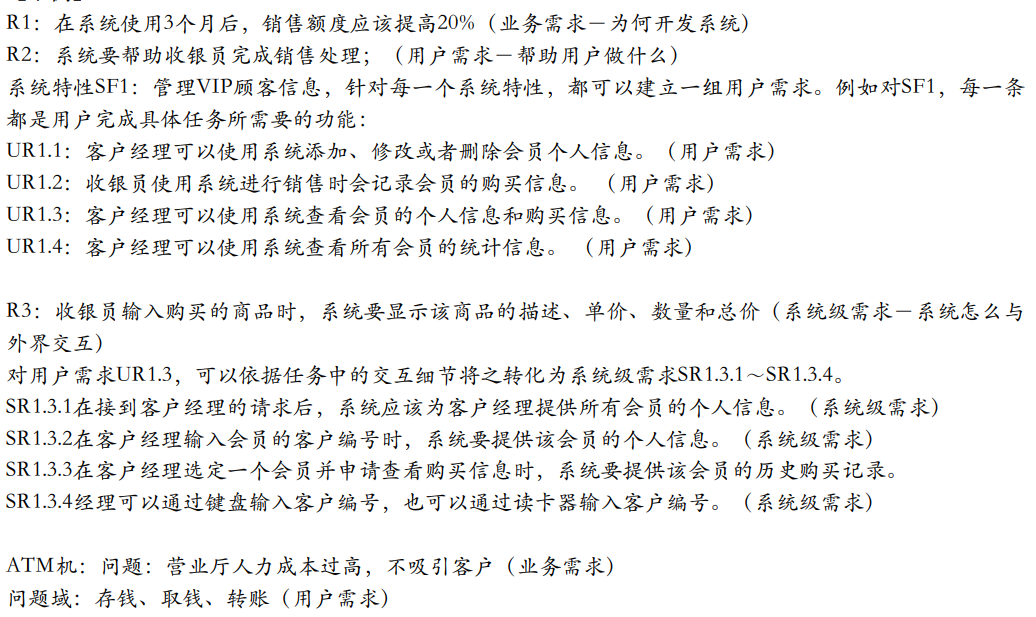 R1：在系统使用3个月后，销售额度应该提高20%（业务需求－为何开发系统）
R2：系统要帮助收银员完成销售处理；（用户需求－帮助用户做什么）
系统特性SF1：管理VIP顾客信息，针对每一个系统特性，都可以建立一组用户需求。例如对SF1，每一条
都是用户完成具体任务所需要的功能：
UR1.1：客户经理可以使用系统添加、修改或者删除会员个人信息。（用户需求）
UR1.2：收银员使用系统进行销售时会记录会员的购买信息。（用户需求）
UR1.3：客户经理可以使用系统查看会员的个人信息和购买信息。（用户需求）
UR1.4：客户经理可以使用系统查看所有会员的统计信息。（用户需求）
R3：收银员输入购买的商品时，系统要显示该商品的描述、单价、数量和总价（系统级需求－系统怎么与
外界交互）
对用户需求UR1.3，可以依据任务中的交互细节将之转化为系统级需求SR1.3.1～SR1.3.4。
SR1.3.1在接到客户经理的请求后，系统应该为客户经理提供所有会员的个人信息。（系统级需求）
SR1.3.2在客户经理输入会员的客户编号时，系统要提供该会员的个人信息。（系统级需求）
SR1.3.3在客户经理选定一个会员并申请查看购买信息时，系统要提供该会员的历史购买记录。
SR1.3.4经理可以通过键盘输入客户编号，也可以通过读卡器输入客户编号。（系统级需求）
ATM机：问题：营业厅人力成本过高，不吸引客户（业务需求）
问题域：存钱、取钱、转账（用户需求）